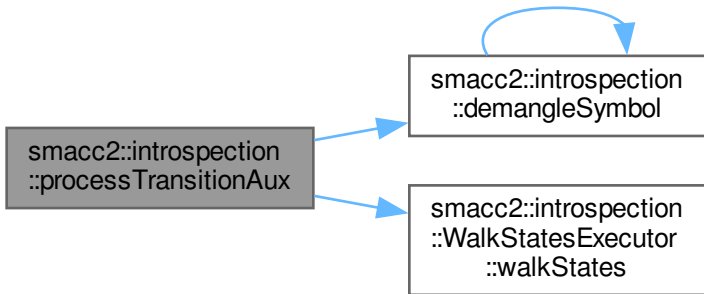 smacc2::introspection
::demangleSymbol
smacc2::introspection
::processTransitionAux
smacc2::introspection
::WalkStatesExecutor
::walkStates